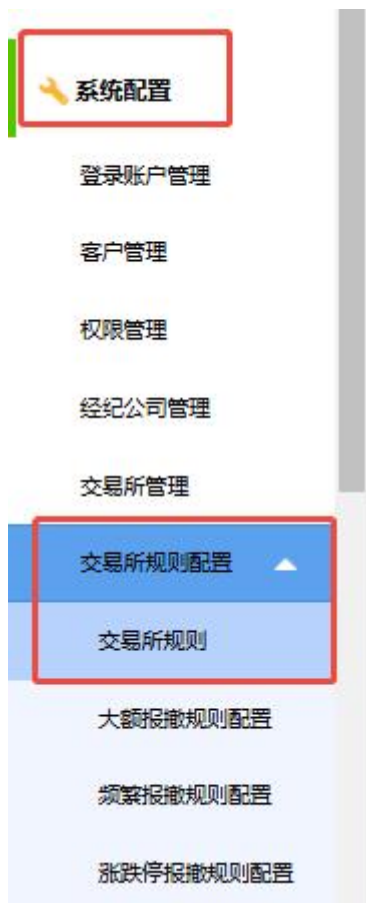 系统配置
登录账户管理
客户管理
权限管理
经纪公司管理
交易所管理
交易所规则配置
交易所规则
大额报撤规则配置
频繁报撤规则配置
涨跌停报撤规则配置